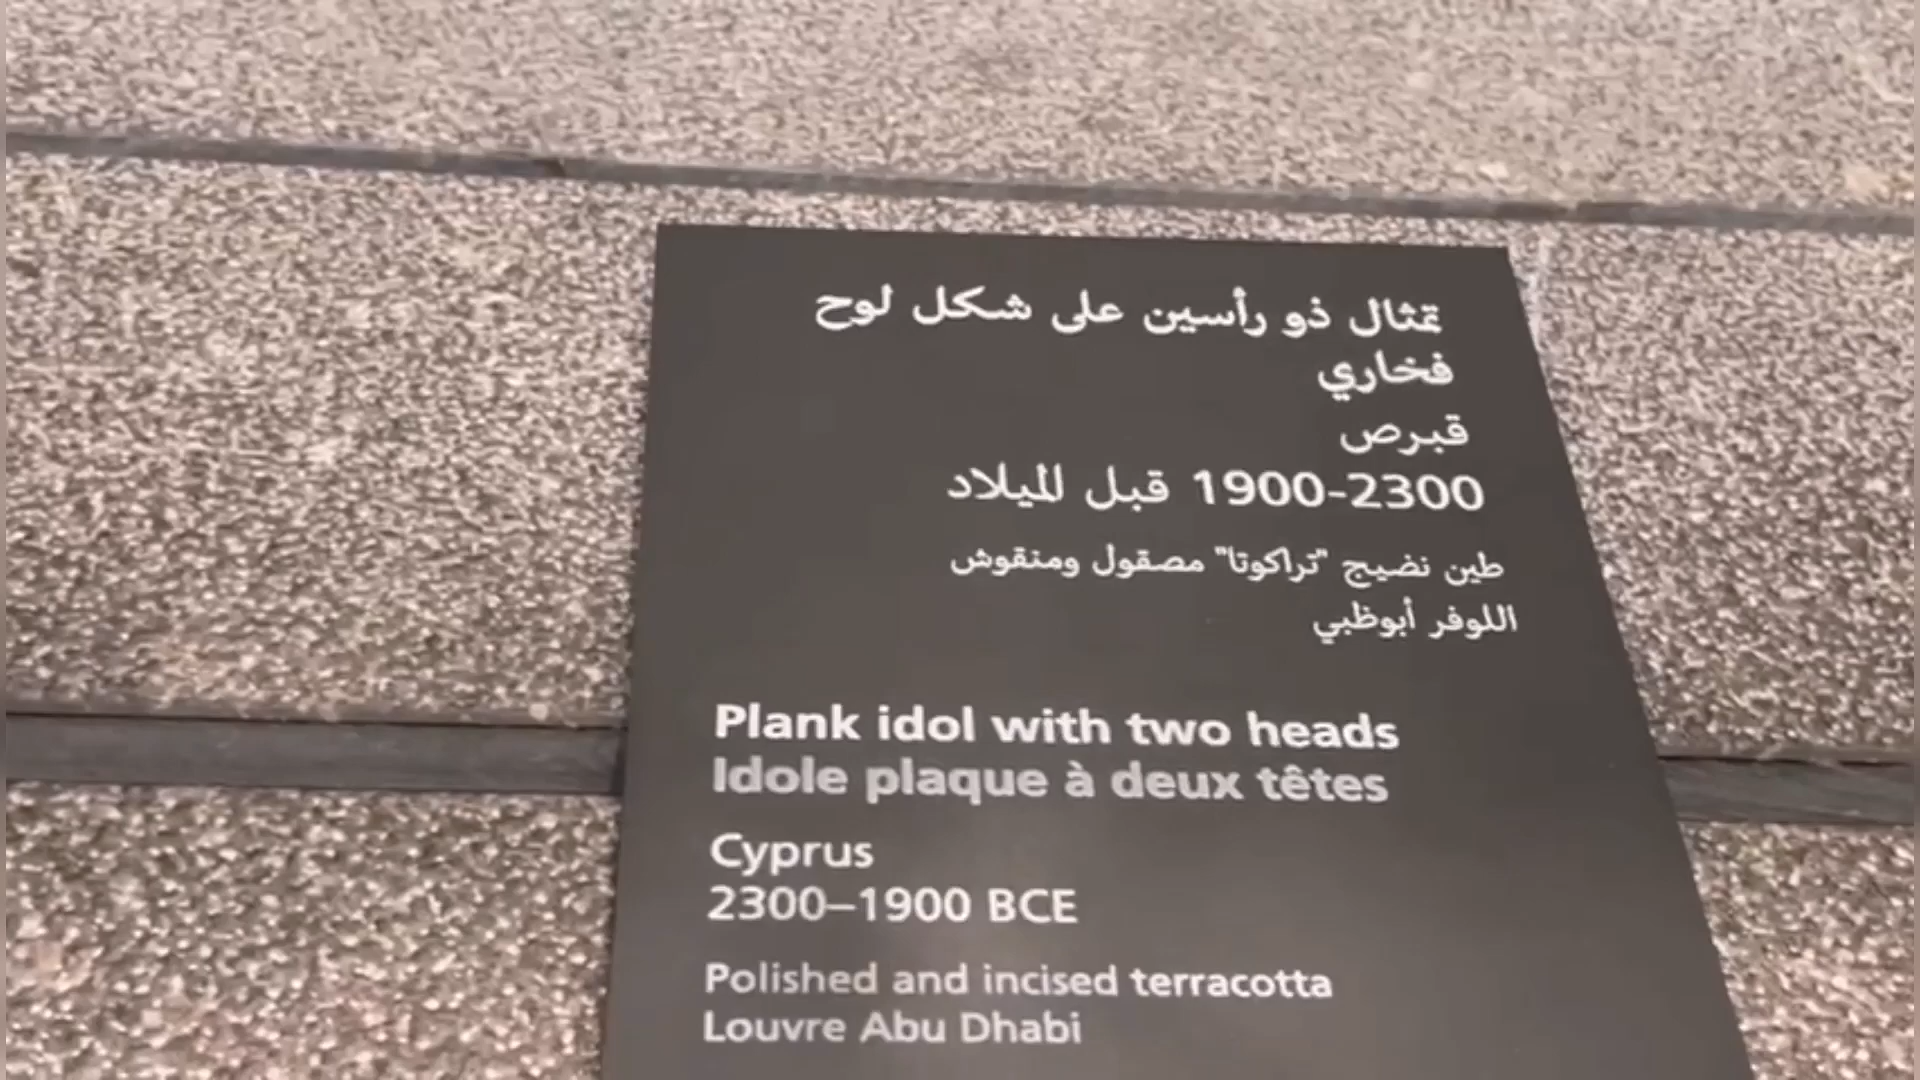 تمثال ذو رأسين على شكل لوح
فخاري
قبرص
1900-2300 قبل الميلاد
طين نضيج "تراكوتا" مصقول ومنقوش
اللوفر أبوظبي
Plank idol with two heads
Idole plaque à deux têtes
Cyprus
2300–1900 BCE
Polished and incised terracotta
Louvre Abu Dhabi